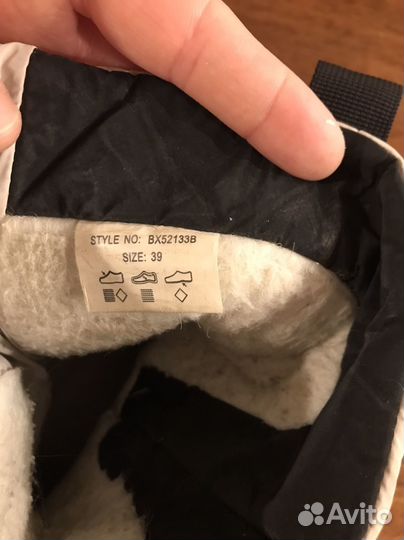 STYLE NO: BX52133B
SIZE: 39
Avito